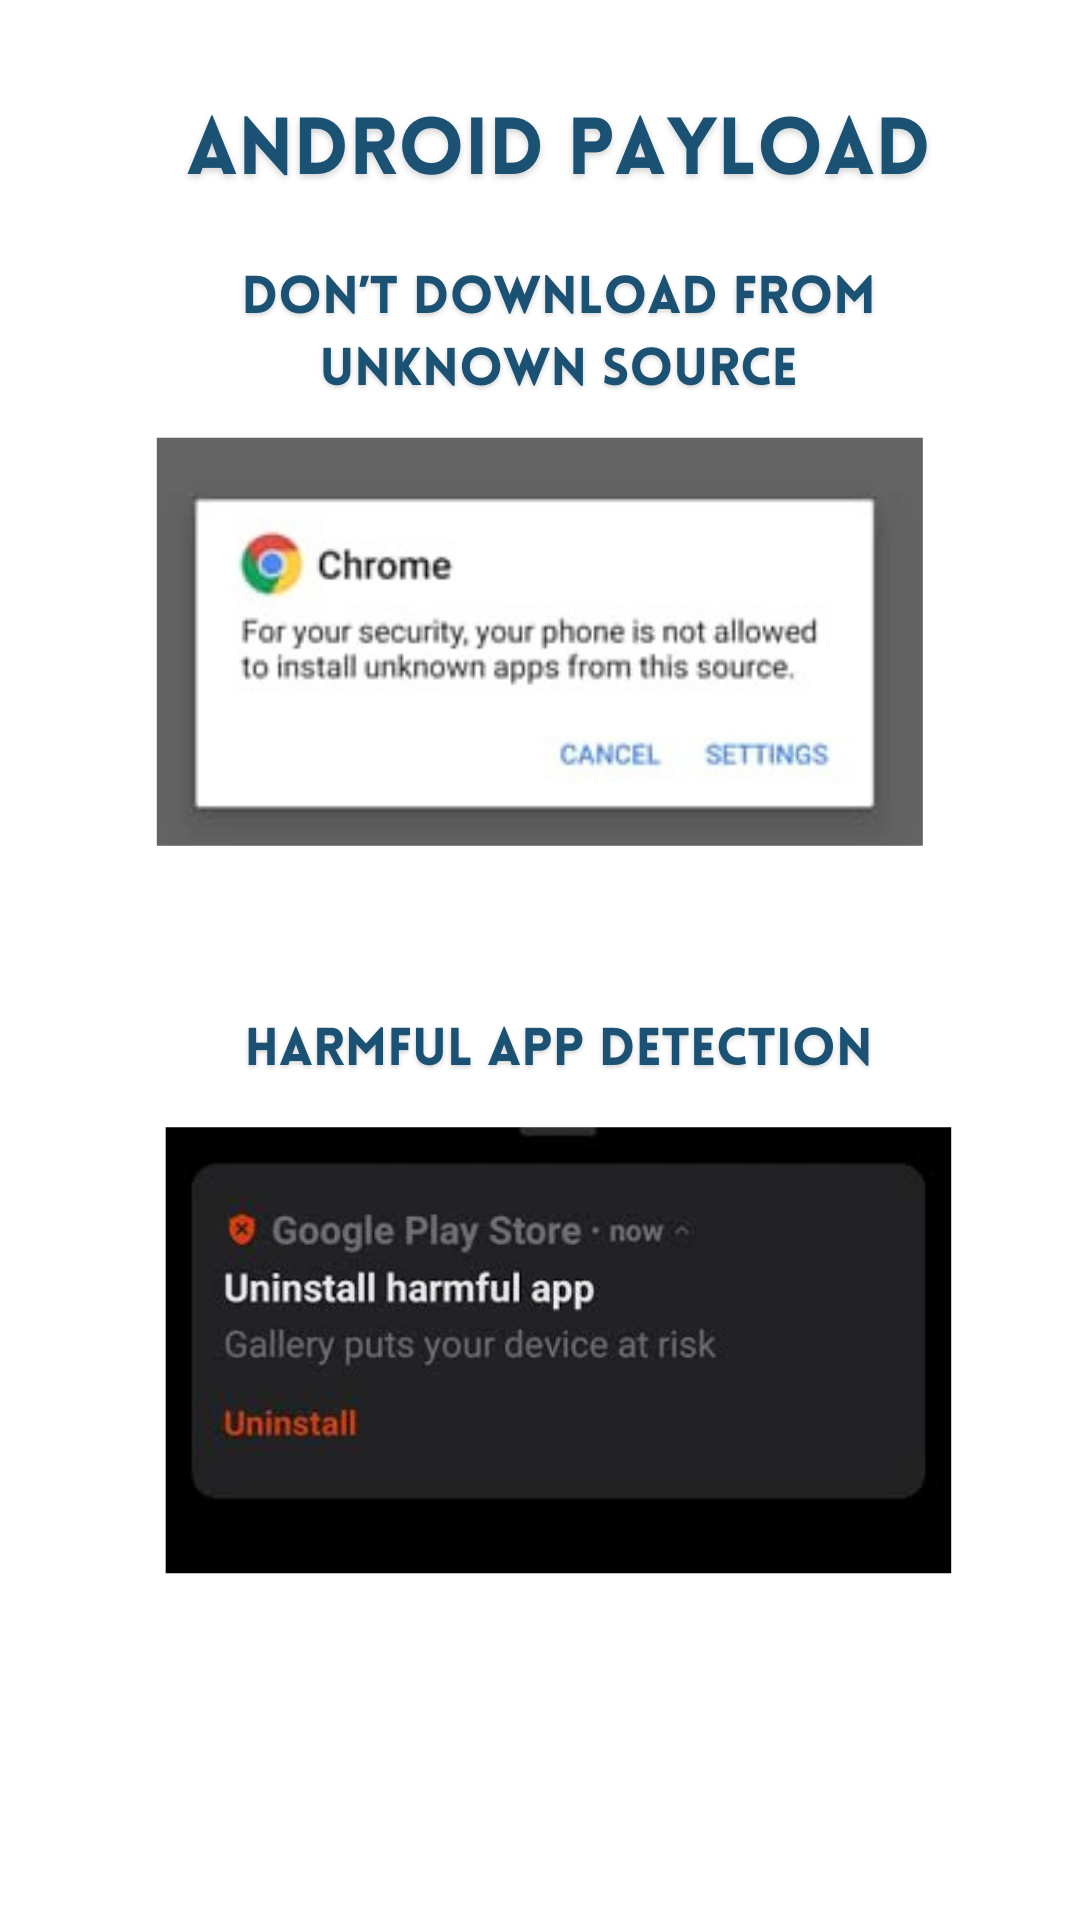 ANDROID PAYLOAD
DON'T DOWNLOAD FROM
UNKNOWN SOURCE
Chrome
For your security, your phone is not allowed
to install unknown apps from this source.
CANCEL SETTINGS
HARMFUL APP DETECTION
Google Play Store · now
Uninstall harmful app
Gallery puts your device at risk
Uninstall